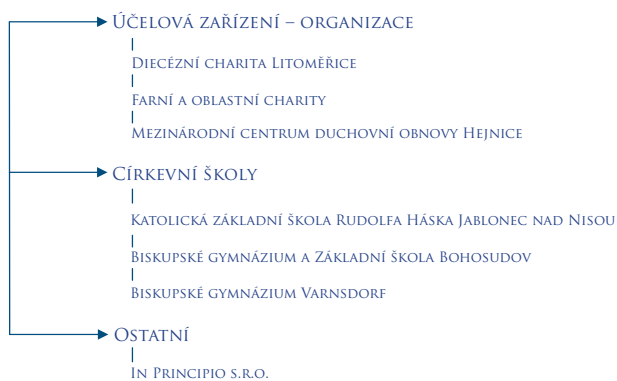 Účelová zařízení – organizace
Diecézní charita Litoměřice
Farní a oblastní charity
Mezinárodní centrum duchovní obnovy Hejnice
Církevní školy
Katolická základní škola Rudolfa Háska Jablonec nad Nisou
Biskupské gymnázium a Základní škola Bohosudov
Biskupské gymnázium Varnsdorf
Ostatní
In Principio s.r.o.